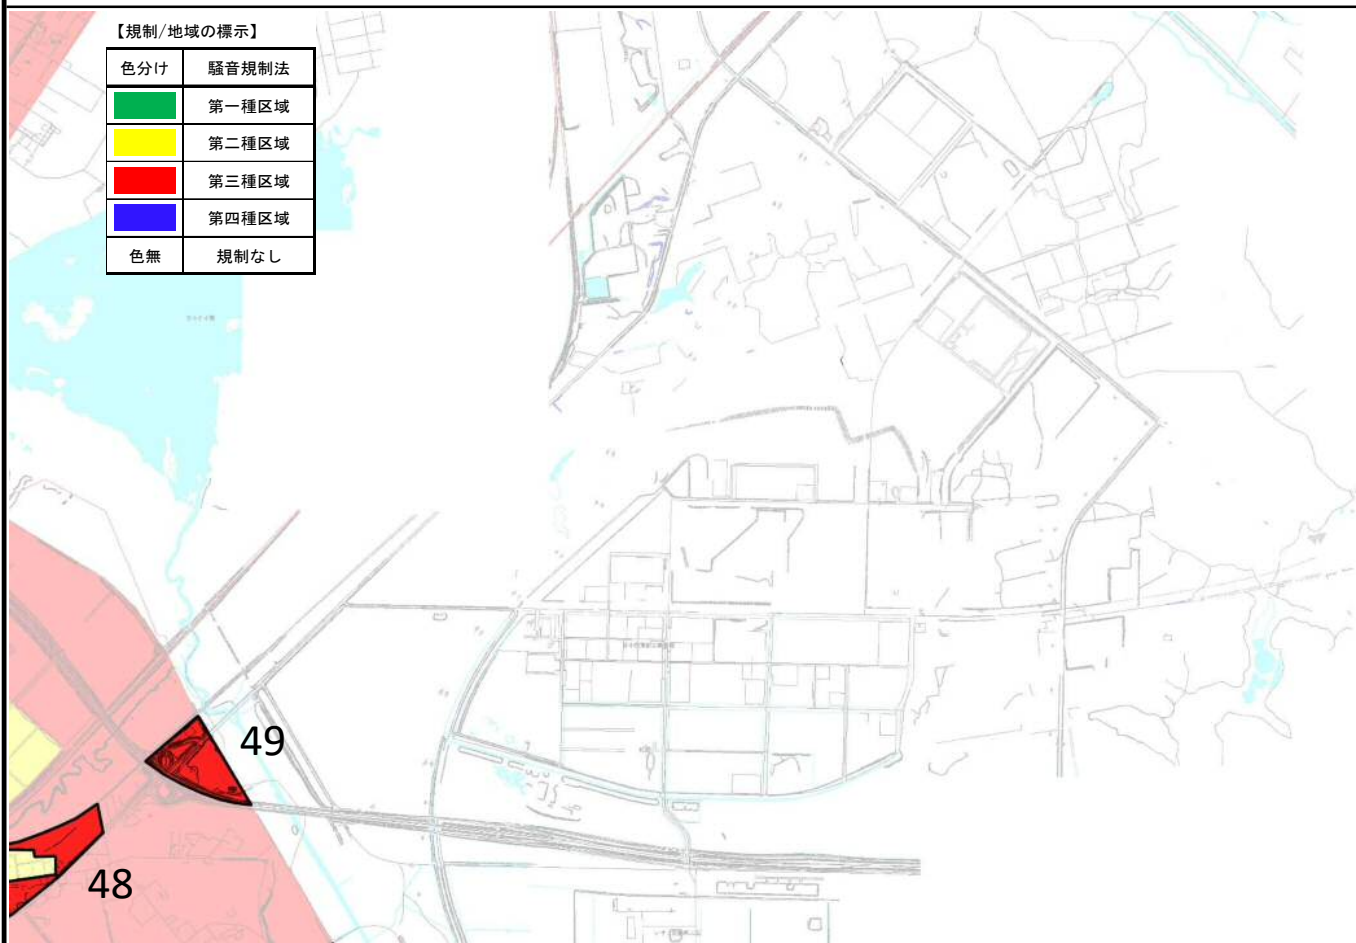 【規制/地域の標示】
色分け 騒音規制法
第一種区域
第二種区域
第三種区域
第四種区域
色無 規制なし
49
48